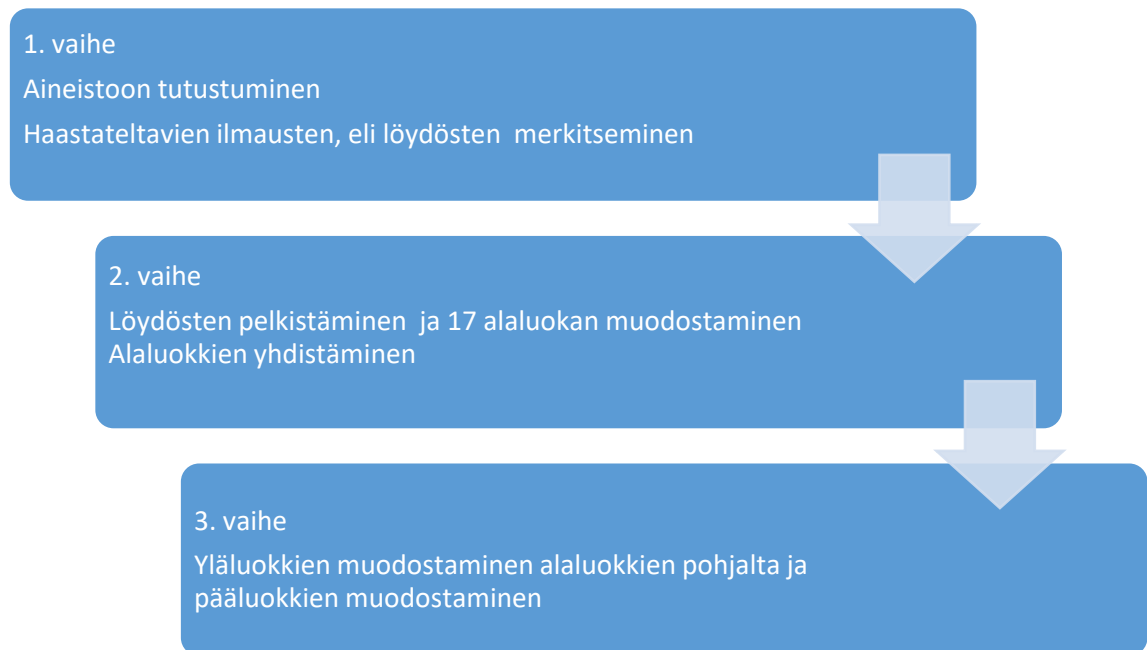 1. vaihe
Aineistoon tutustuminen
Haastateltavien ilmausten, eli löydösten  merkitseminen
2. vaihe
Löydösten pelkistäminen  ja 17 alaluokan muodostaminen
Alaluokkien yhdistäminen
3. vaihe
Yläluokkien muodostaminen alaluokkien pohjalta ja
pääluokkien muodostaminen